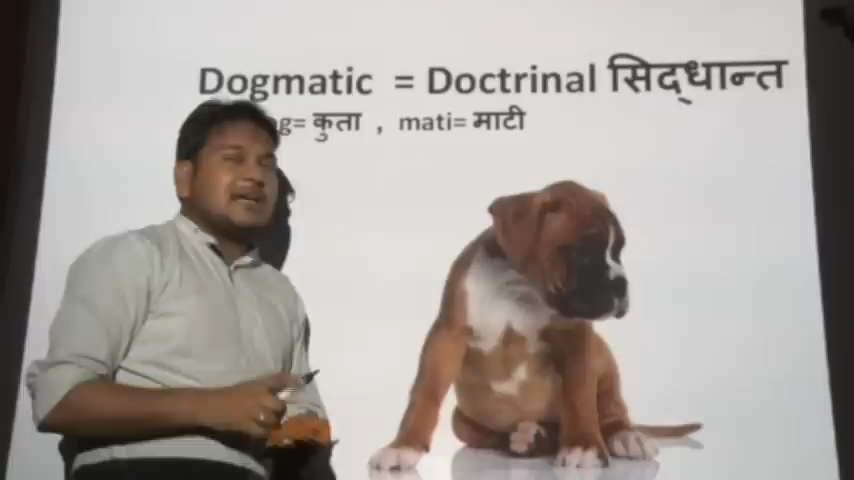 Dogmatic = Doctrinal सिद्धान्त
g= कुता , mati= माटी